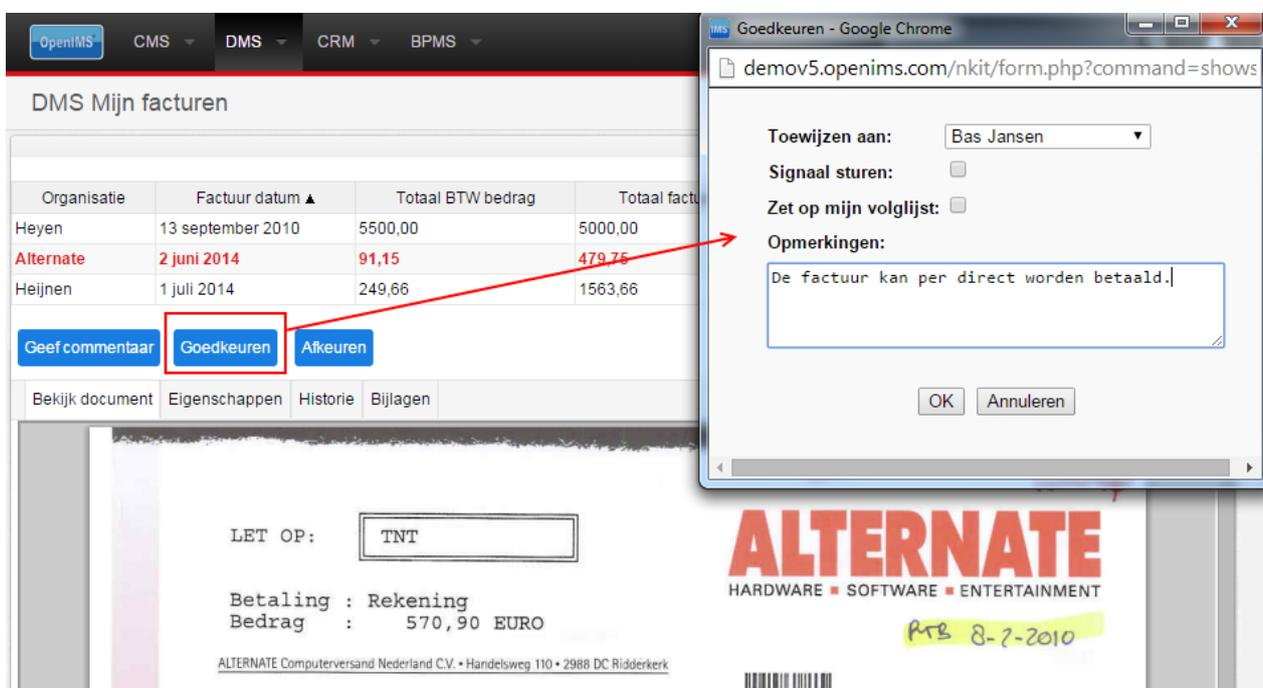 OpenIMS CMS DMS CRM BPMS
DMS Mijn facturen
Organisatie Factuur datum ▲ Totaal BTW bedrag Totaal factu
Heyen 13 september 2010 5500,00 5000,00
Alternate 2 juni 2014 91,15 479,75
Heijnen 1 juli 2014 249,66 1563,66
Geef commentaar Goedkeuren Afkeuren
Bekijk document Eigenschappen Historie Bijlagen
LET OP: TNT
Betaling : Rekening
Bedrag : 570,90 EURO
ALTERNATE Computerversand Nederland C.V. • Handelsweg 110 • 2988 DC Ridderkerk
ALTERNATE
HARDWARE ▪ SOFTWARE ▪ ENTERTAINMENT
8-2-2010
IMS Goedkeuren - Google Chrome
demov5.openims.com/nkit/form.php?command=shows
Toewijzen aan: Bas Jansen
Signaal sturen:
Zet op mijn volglijst:
Opmerkingen:
De factuur kan per direct worden betaald.
OK Annuleren